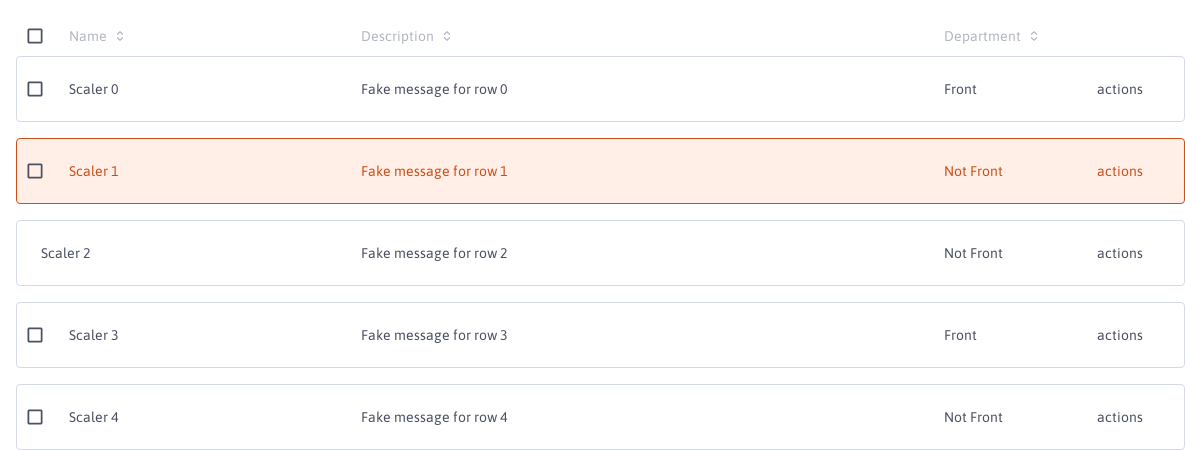 Name Description Department
Scaler 0 Fake message for row 0 Front actions
Scaler 1 Fake message for row 1 Not Front actions
Scaler 2 Fake message for row 2 Not Front actions
Scaler 3 Fake message for row 3 Front actions
Scaler 4 Fake message for row 4 Not Front actions